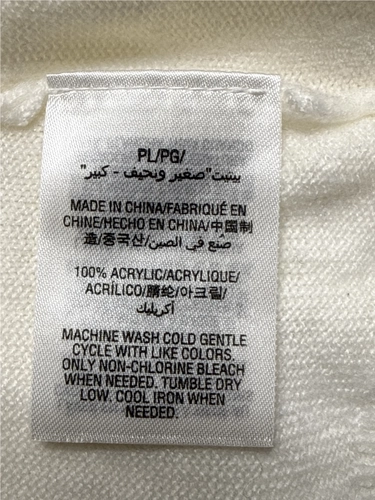 PL/PG/
بيتيت"صغير ونحيف - كبير"
MADE IN CHINA/FABRIQUÉ EN
CHINE/HECHO EN CHINA/中国制
造/중국산/صنع في الصين
100% ACRYLIC/ACRYLIQUE/
ACRÍLICO/腈纶/아크릴/
أكريليك
MACHINE WASH COLD GENTLE
CYCLE WITH LIKE COLORS.
ONLY NON-CHLORINE BLEACH
WHEN NEEDED. TUMBLE DRY
LOW. COOL IRON WHEN
NEEDED.